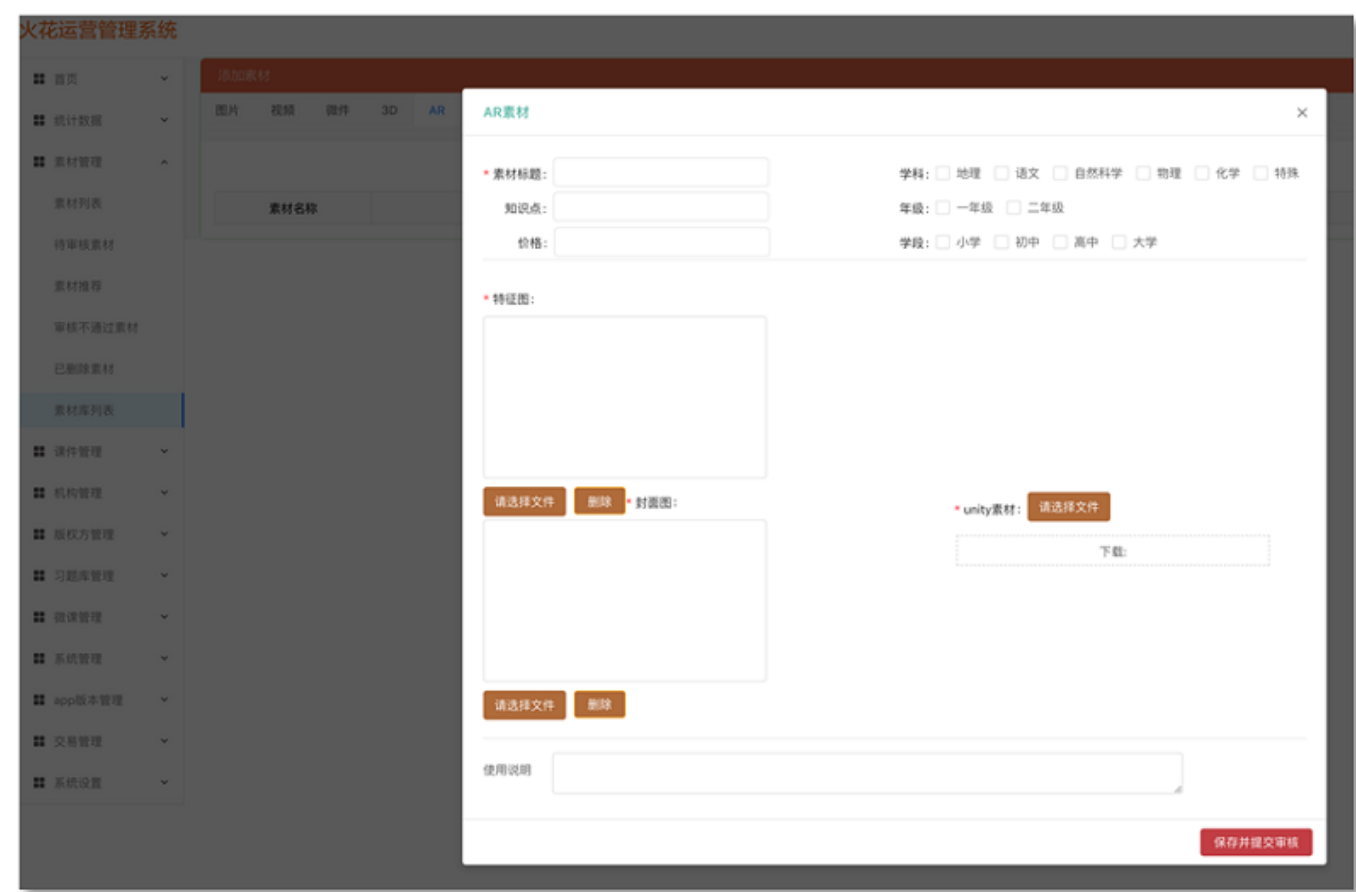 火花运营管理系统
首页
统计数据
素材管理
素材列表
待审核素材
素材推荐
审核不通过素材
已删除素材
素材库列表
课件管理
机构管理
版权方管理
习题库管理
微课管理
系统管理
app版本管理
交易管理
系统设置
添加素材
图片 视频 微件 3D AR
素材名称
AR素材 ×
* 素材标题: 学科: 地理 语文 自然科学 物理 化学 特殊
知识点: 年级: 一年级 二年级
价格: 学段: 小学 初中 高中 大学
* 特征图:
请选择文件 删除 * 封面图: * unity素材: 请选择文件
下载:
请选择文件 删除
使用说明
保存并提交审核